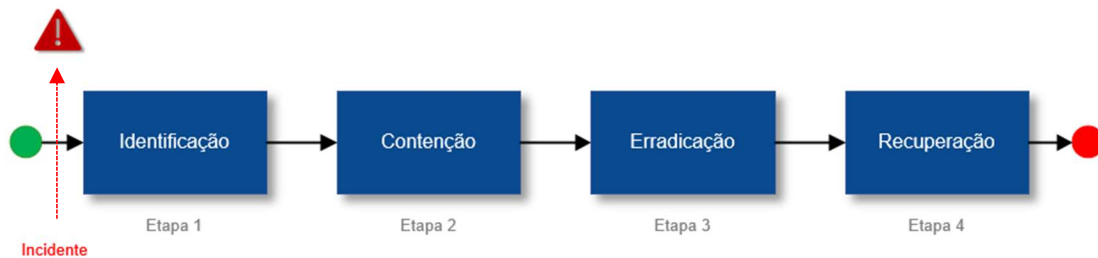 Identificação
Contenção
Erradicação
Recuperação
Etapa 1
Etapa 2
Etapa 3
Etapa 4
Incidente